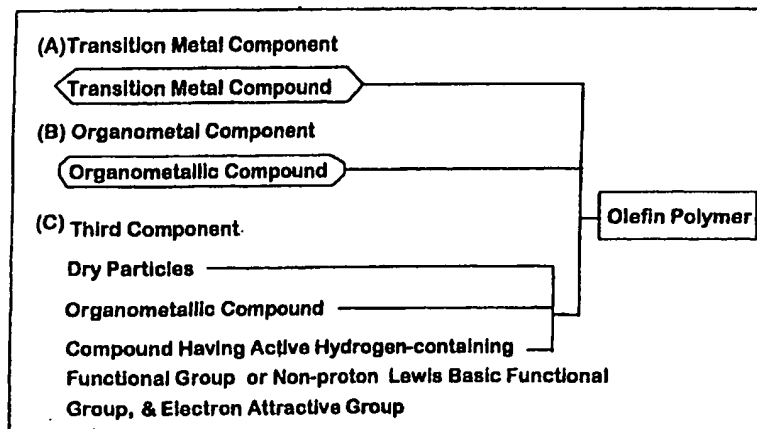 (A)Transition Metal Component
Transition Metal Compound
(B) Organometal Component
Organometallic Compound
Olefin Polymer
(C) Third Component
Dry Particles
Organometallic Compound
Compound Having Active Hydrogen-containing
Functional Group or Non-proton Lewis Basic Functional
Group, & Electron Attractive Group